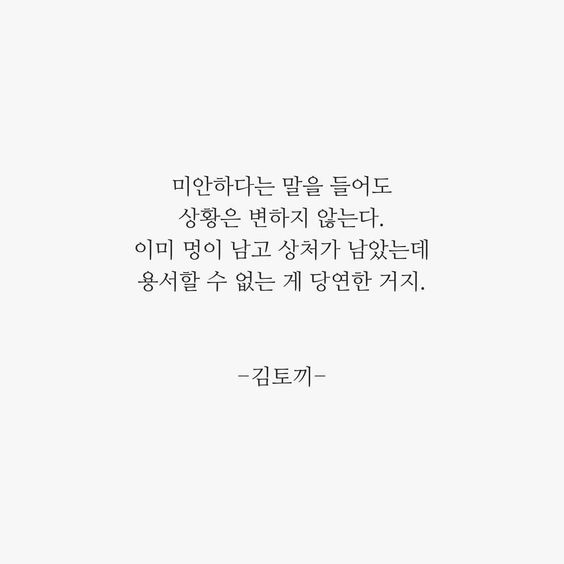 미안하다는 말을 들어도
상황은 변하지 않는다.
이미 멍이 남고 상처가 남았는데
용서할 수 없는 게 당연한 거지.
-김토끼-